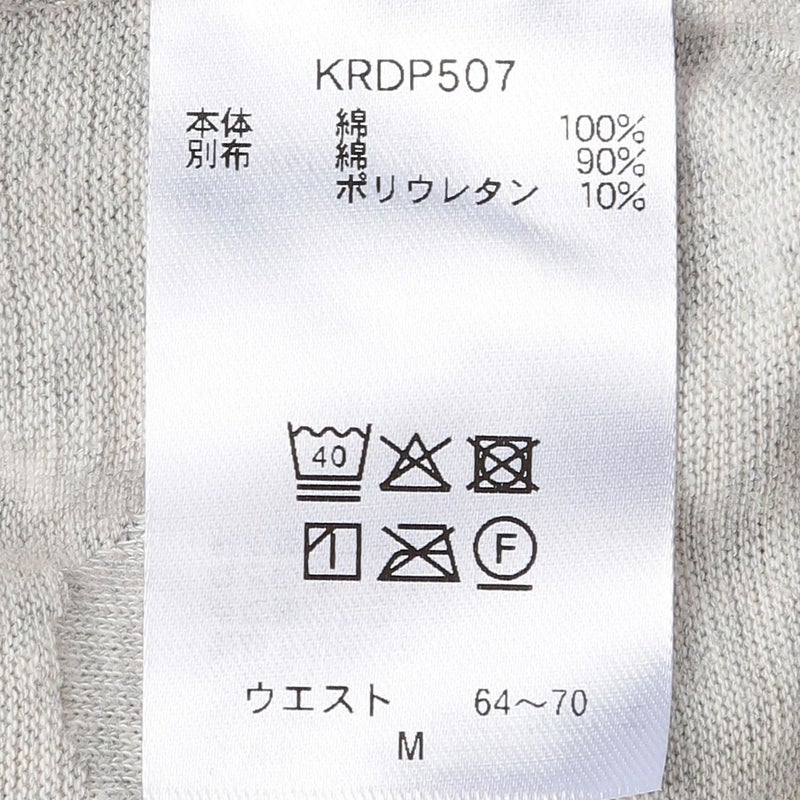 KRDP507
本体 綿 100%
別布 綿 90%
ポリウレタン 10%
40
F
ウエスト 64～70
M